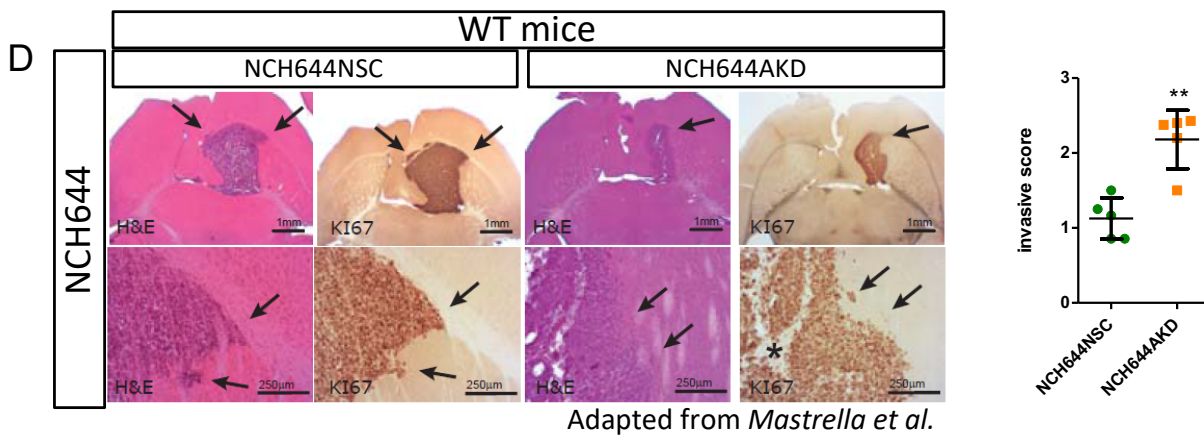 D
WT mice
NCH644
NCH644NSC
NCH644AKD
H&E
1mm
KI67
1mm
H&E
1mm
KI67
1mm
H&E
250µm
KI67
250µm
H&E
250µm
KI67
250µm
*
Adapted from Mastrella et al.
invasive score
3
2
1
0
**
NCH644NSC
NCH644AKD